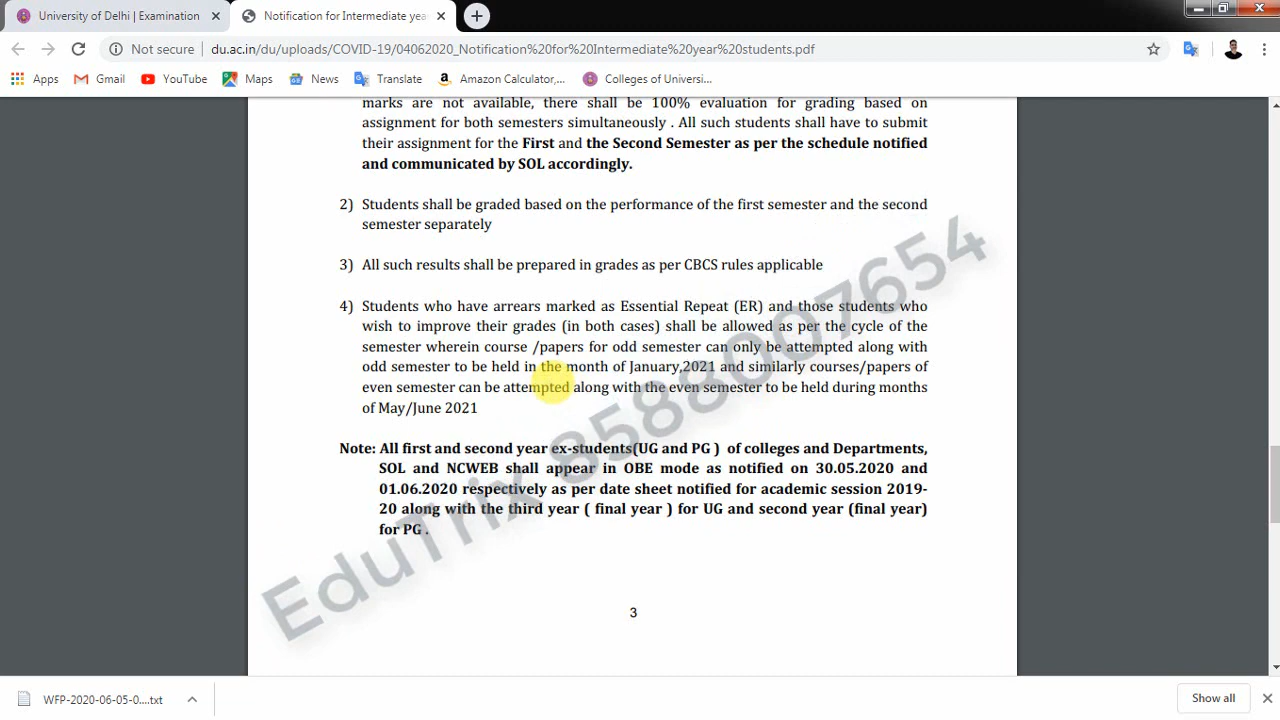 University of Delhi | Examination
Notification for Intermediate yea
Not secure
du.ac.in/du/uploads/COVID-19/04062020_Notification%20for%20Intermediate%20year%20students.pdf
Apps
Gmail
YouTube
Maps
News
Translate
Amazon Calculator,...
Colleges of Universi...
marks are not available, there shall be 100% evaluation for grading based on
assignment for both semesters simultaneously . All such students shall have to submit
their assignment for the First and the Second Semester as per the schedule notified
and communicated by SOL accordingly.
2) Students shall be graded based on the performance of the first semester and the second
semester separately
3) All such results shall be prepared in grades as per CBCS rules applicable
4) Students who have arrears marked as Essential Repeat (ER) and those students who
wish to improve their grades (in both cases) shall be allowed as per the cycle of the
semester wherein course /papers for odd semester can only be attempted along with
odd semester to be held in the month of January,2021 and similarly courses/papers of
even semester can be attempted along with the even semester to be held during months
of May/June 2021
Note: All first and second year ex-students(UG and PG ) of colleges and Departments,
SOL and NCWEB shall appear in OBE mode as notified on 30.05.2020 and
01.06.2020 respectively as per date sheet notified for academic session 2019-
20 along with the third year ( final year ) for UG and second year (final year)
for PG .
EduTrix 8588007654
3
WFP-2020-06-05-0....txt
Show all